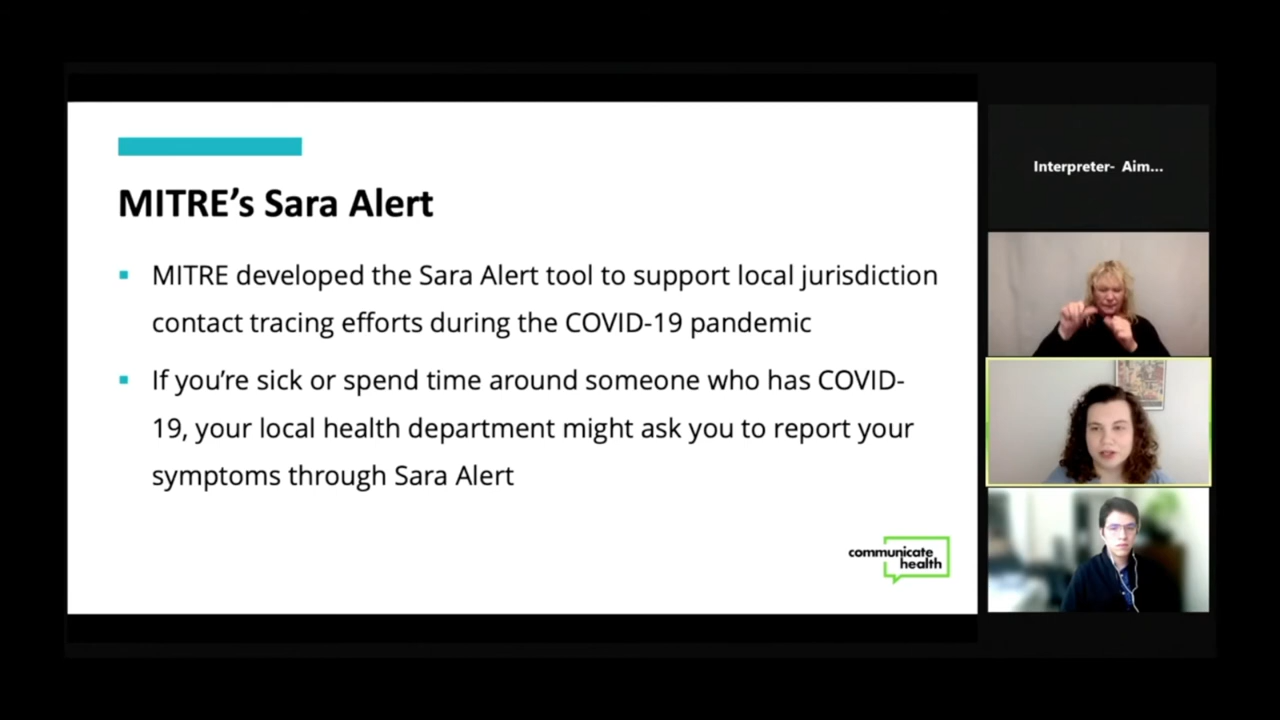 MITRE’s Sara Alert
MITRE developed the Sara Alert tool to support local jurisdiction
contact tracing efforts during the COVID-19 pandemic
If you’re sick or spend time around someone who has COVID-
19, your local health department might ask you to report your
symptoms through Sara Alert
communicate
health
Interpreter- Aim...